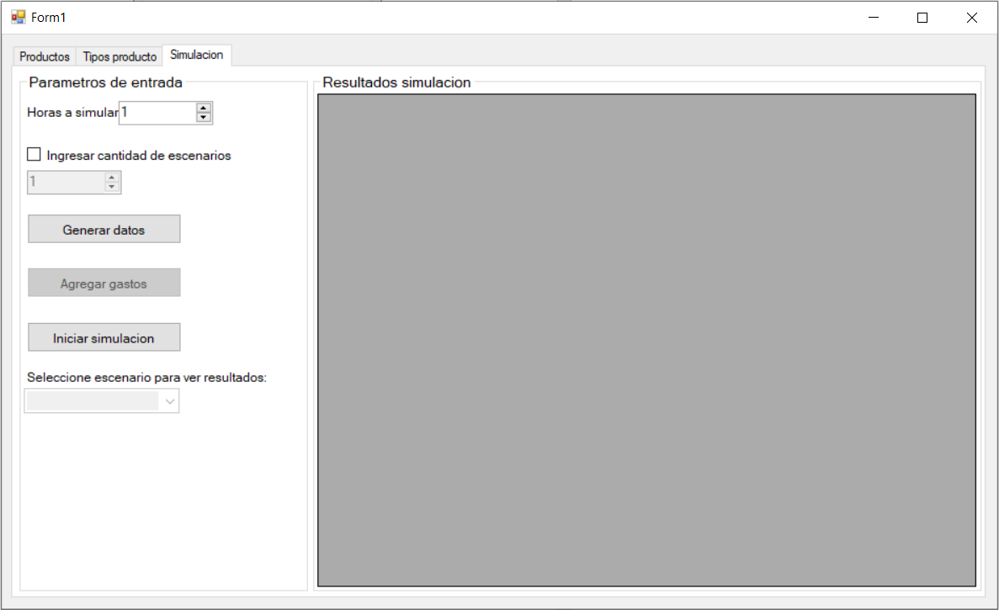 Form1
Productos
Tipos producto
Simulacion
Parametros de entrada
Horas a simular 1
Ingresar cantidad de escenarios
1
Generar datos
Agregar gastos
Iniciar simulacion
Seleccione escenario para ver resultados:
Resultados simulacion